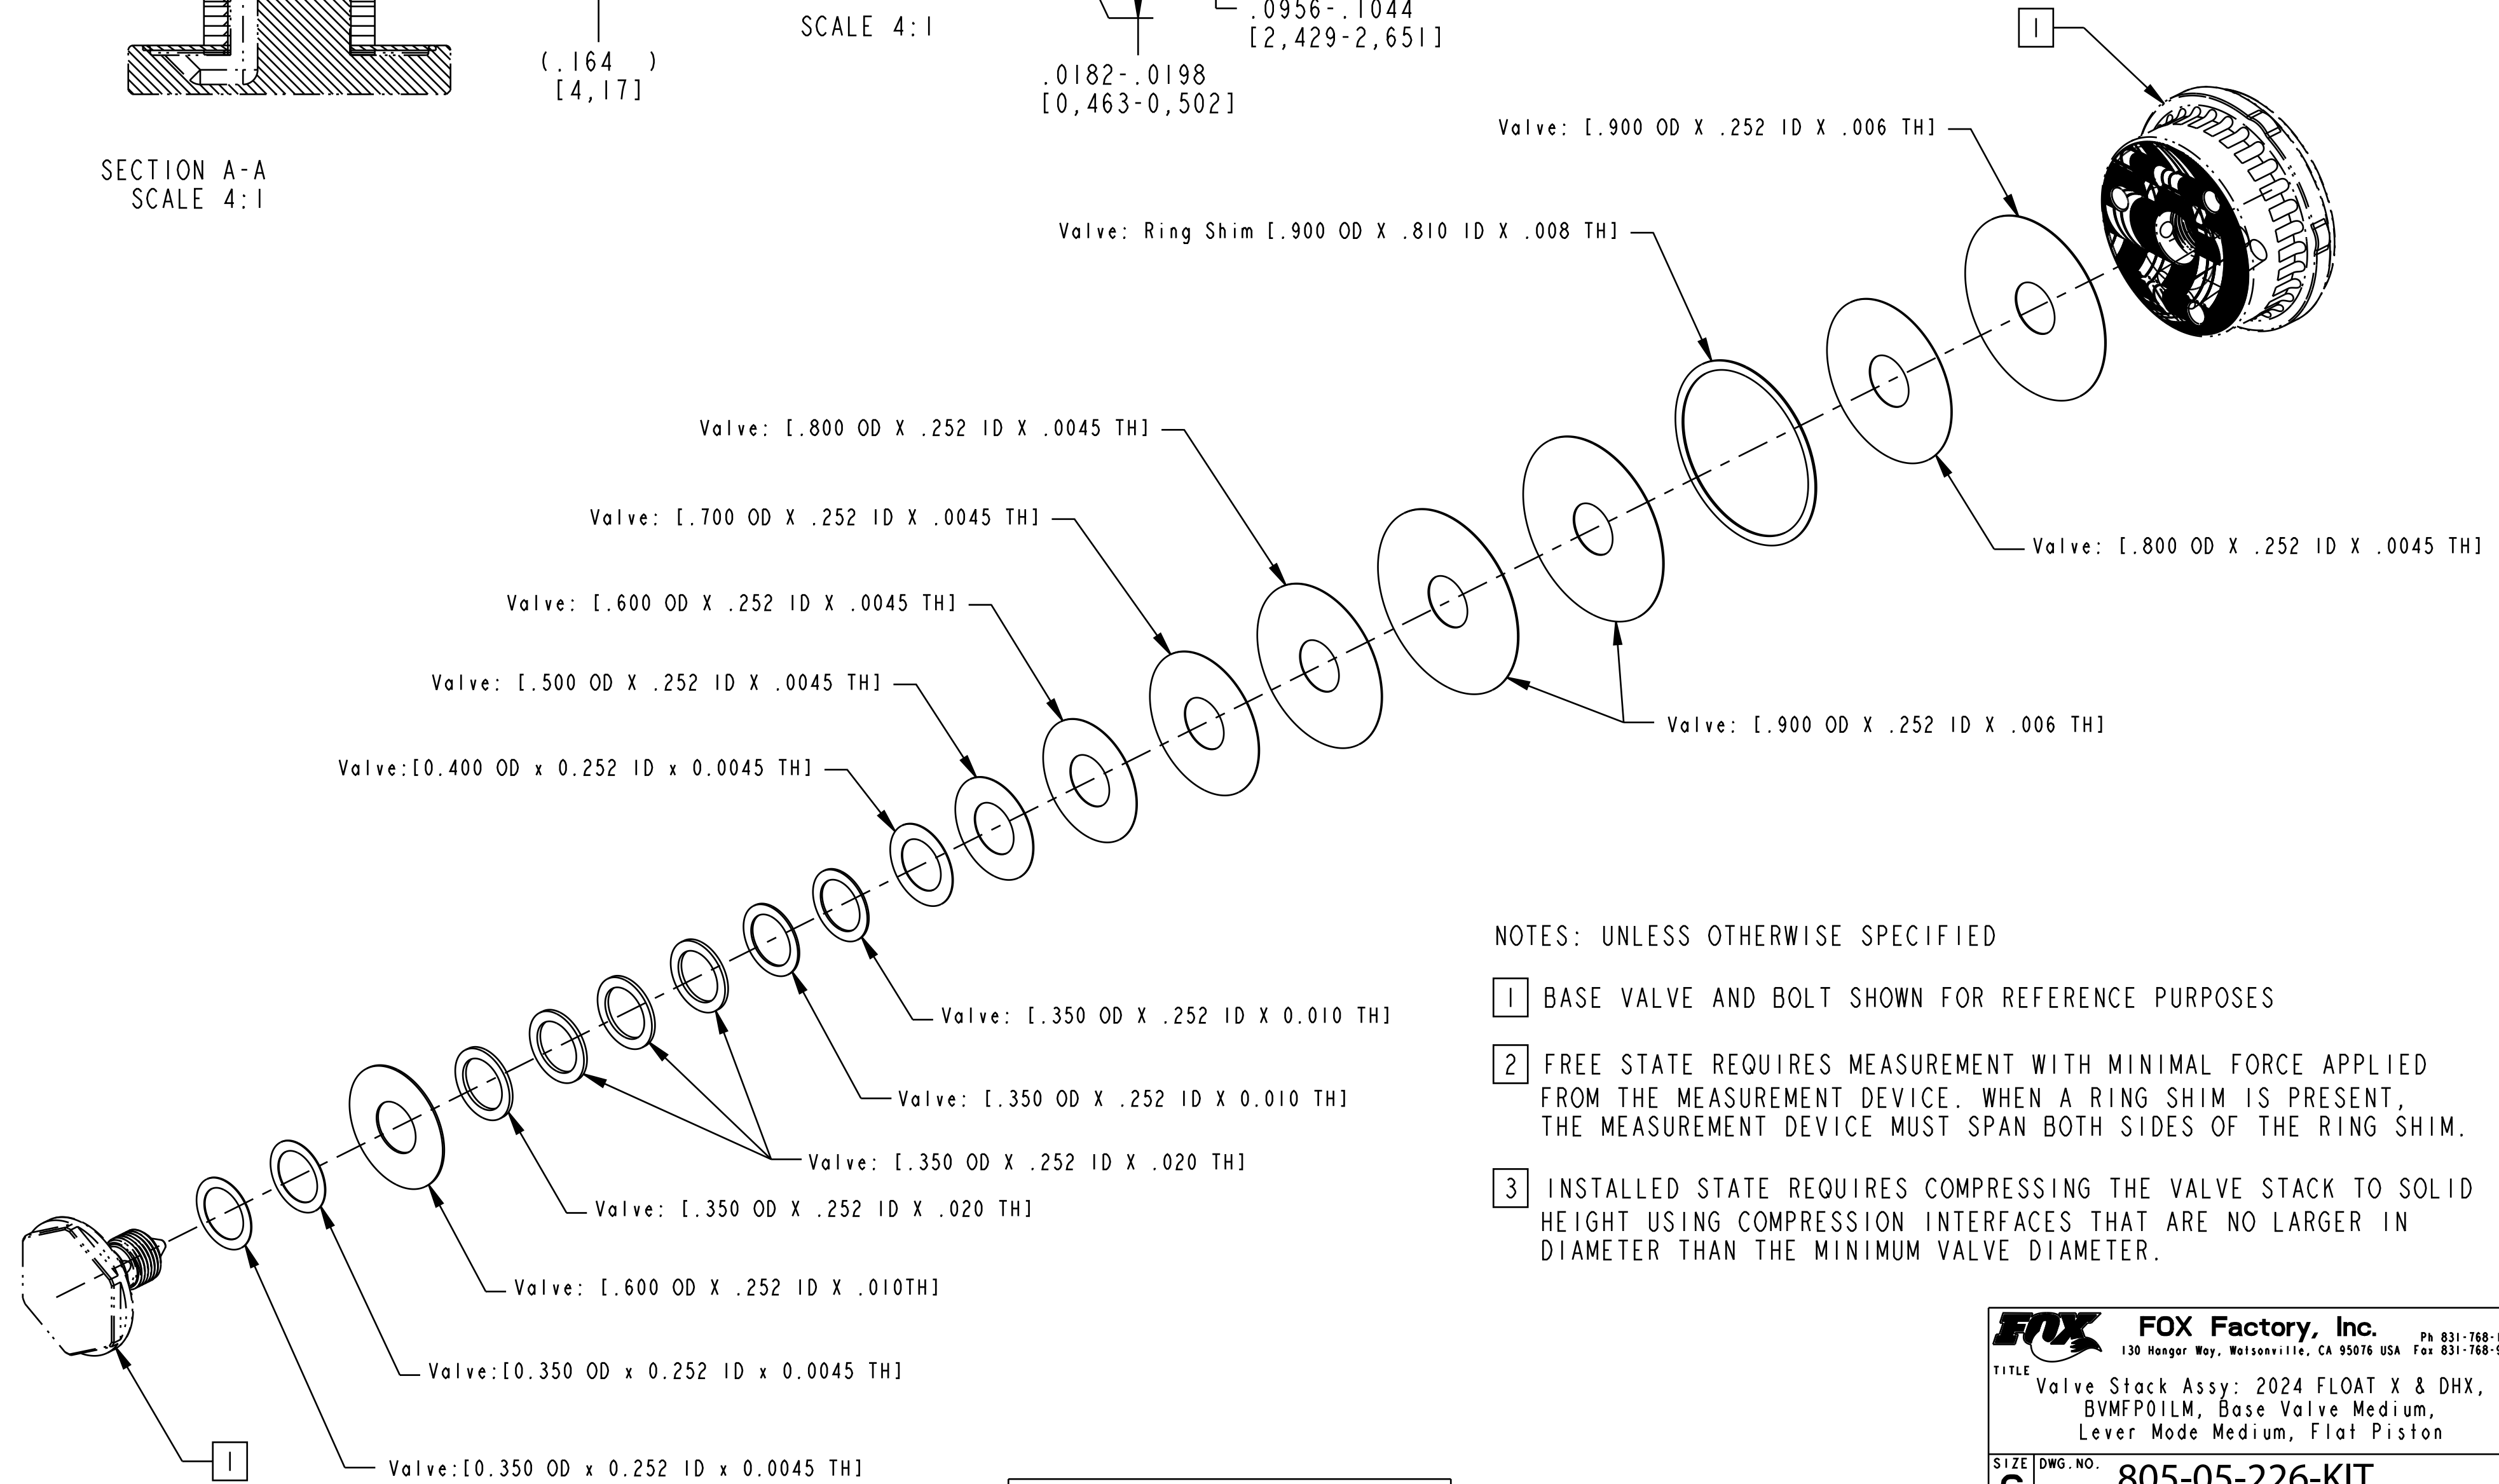 SCALE 4:1
.0956-.1044
[2,429-2,651]
(.164 )
[4,17]
.0182-.0198
[0,463-0,502]
SECTION A-A
SCALE 4:1
1
Valve: [.900 OD X .252 ID X .006 TH]
Valve: Ring Shim [.900 OD X .810 ID X .008 TH]
Valve: [.800 OD X .252 ID X .0045 TH]
Valve: [.700 OD X .252 ID X .0045 TH]
Valve: [.800 OD X .252 ID X .0045 TH]
Valve: [.600 OD X .252 ID X .0045 TH]
Valve: [.500 OD X .252 ID X .0045 TH]
Valve: [.900 OD X .252 ID X .006 TH]
Valve:[0.400 OD x 0.252 ID x 0.0045 TH]
Valve: [.350 OD X .252 ID X 0.010 TH]
Valve: [.350 OD X .252 ID X 0.010 TH]
Valve: [.350 OD X .252 ID X .020 TH]
Valve: [.350 OD X .252 ID X .020 TH]
Valve: [.600 OD X .252 ID X .010TH]
Valve:[0.350 OD x 0.252 ID x 0.0045 TH]
Valve:[0.350 OD x 0.252 ID x 0.0045 TH]
1
NOTES: UNLESS OTHERWISE SPECIFIED
1 BASE VALVE AND BOLT SHOWN FOR REFERENCE PURPOSES
2 FREE STATE REQUIRES MEASUREMENT WITH MINIMAL FORCE APPLIED
FROM THE MEASUREMENT DEVICE. WHEN A RING SHIM IS PRESENT,
THE MEASUREMENT DEVICE MUST SPAN BOTH SIDES OF THE RING SHIM.
3 INSTALLED STATE REQUIRES COMPRESSING THE VALVE STACK TO SOLID
HEIGHT USING COMPRESSION INTERFACES THAT ARE NO LARGER IN
DIAMETER THAN THE MINIMUM VALVE DIAMETER.
FOX
FOX Factory, Inc.
Ph 831-768-
130 Hangar Way, Watsonville, CA 95076 USA Fax 831-768-
TITLE
Valve Stack Assy: 2024 FLOAT X & DHX,
BVMFP01LM, Base Valve Medium,
Lever Mode Medium, Flat Piston
SIZE DWG.NO.
805-05-226-KIT